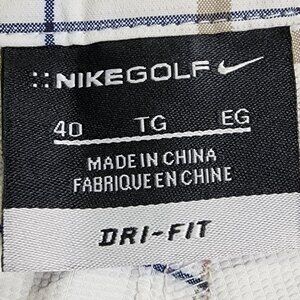 NIKEGOLF
40 TG EG
MADE IN CHINA
FABRIQUE EN CHINE
DRI-FIT